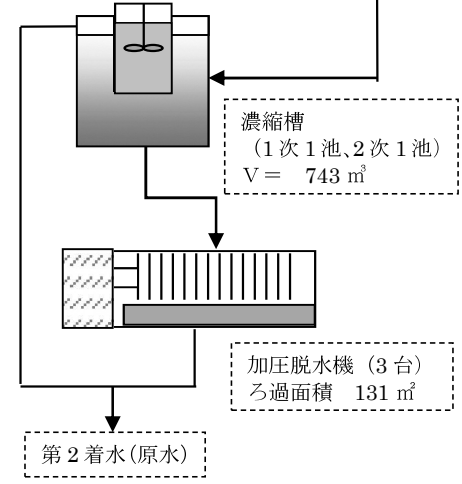 濃縮槽
（1次1池、2次1池）
V＝　743 ㎥
加圧脱水機（3台）
ろ過面積　131 ㎡
第2着水（原水）